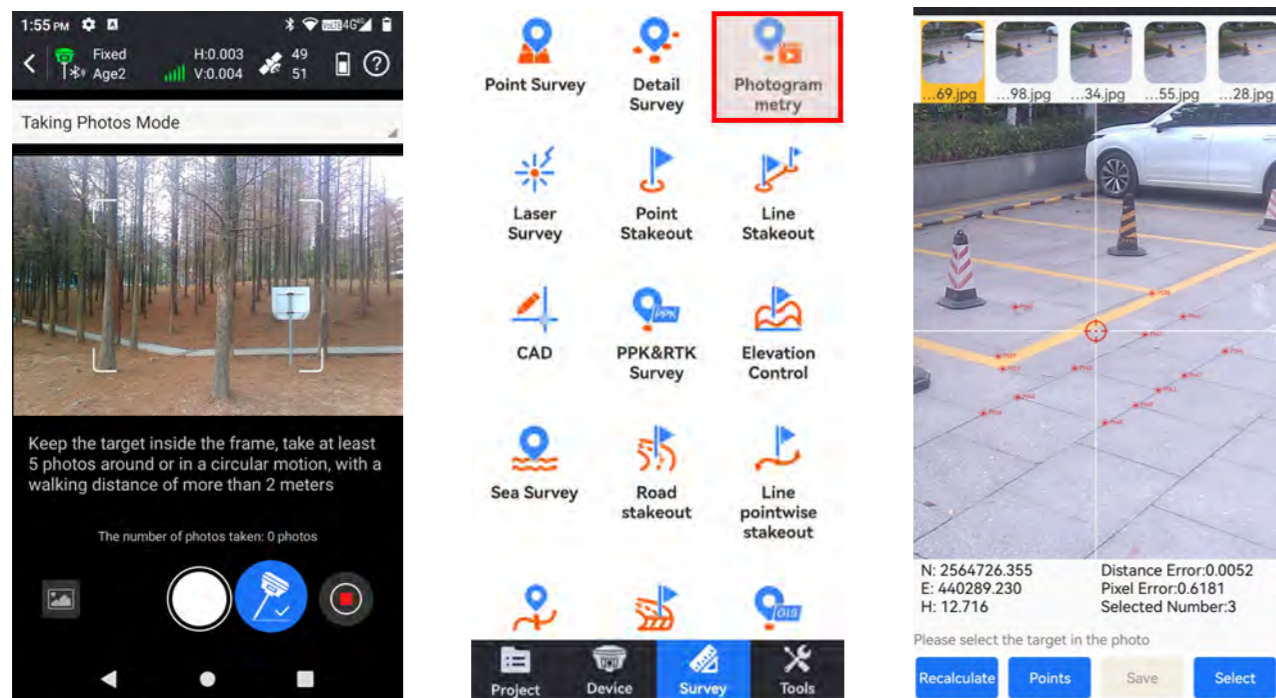 1:55 PM
4G
Fixed
Age2
H:0.003
V:0.004
49
51
?
Taking Photos Mode
Keep the target inside the frame, take at least
5 photos around or in a circular motion, with a
walking distance of more than 2 meters
The number of photos taken: 0 photos
Point Survey
Detail
Survey
Photogram
metry
Laser
Survey
Point
Stakeout
Line
Stakeout
CAD
PPK
PPK&RTK
Survey
Elevation
Control
Sea Survey
Road
stakeout
Line
pointwise
stakeout
GIS
Project
Device
Survey
Tools
...69.jpg
...98.jpg
...34.jpg
...55.jpg
...28.jpg
N: 2564726.355
E: 440289.230
H: 12.716
Distance Error:0.0052
Pixel Error:0.6181
Selected Number:3
Please select the target in the photo
Recalculate
Points
Save
Select